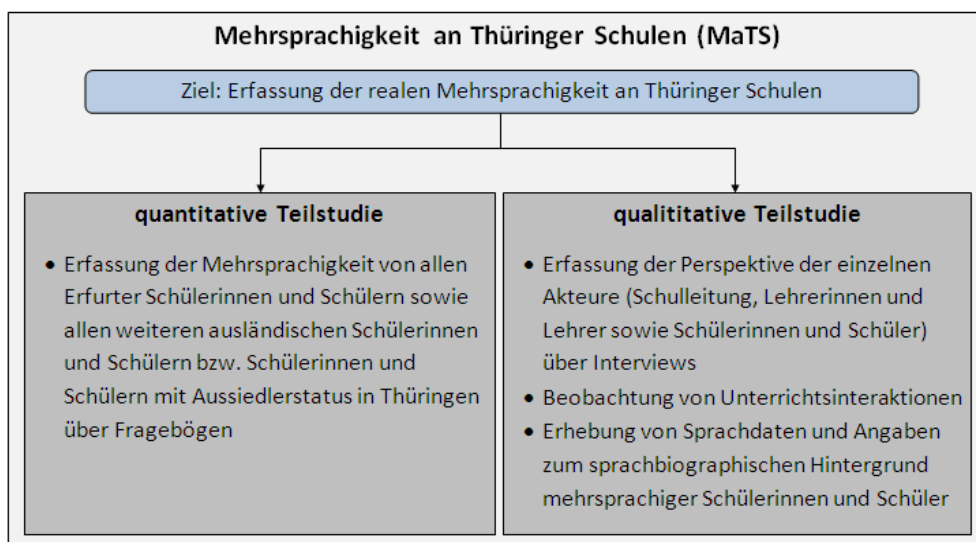 Mehrsprachigkeit an Thüringer Schulen (MaTS)
Ziel: Erfassung der realen Mehrsprachigkeit an Thüringer Schulen
quantitative Teilstudie
• Erfassung der Mehrsprachigkeit von allen
Erfurter Schülerinnen und Schülern sowie
allen weiteren ausländischen Schülerinnen
und Schülern bzw. Schülerinnen und
Schülern mit Aussiedlerstatus in Thüringen
über Fragebögen
qualititative Teilstudie
• Erfassung der Perspektive der einzelnen
Akteure (Schulleitung, Lehrerinnen und
Lehrer sowie Schülerinnen und Schüler)
über Interviews
• Beobachtung von Unterrichtsinteraktionen
• Erhebung von Sprachdaten und Angaben
zum sprachbiographischen Hintergrund
mehrsprachiger Schülerinnen und Schüler